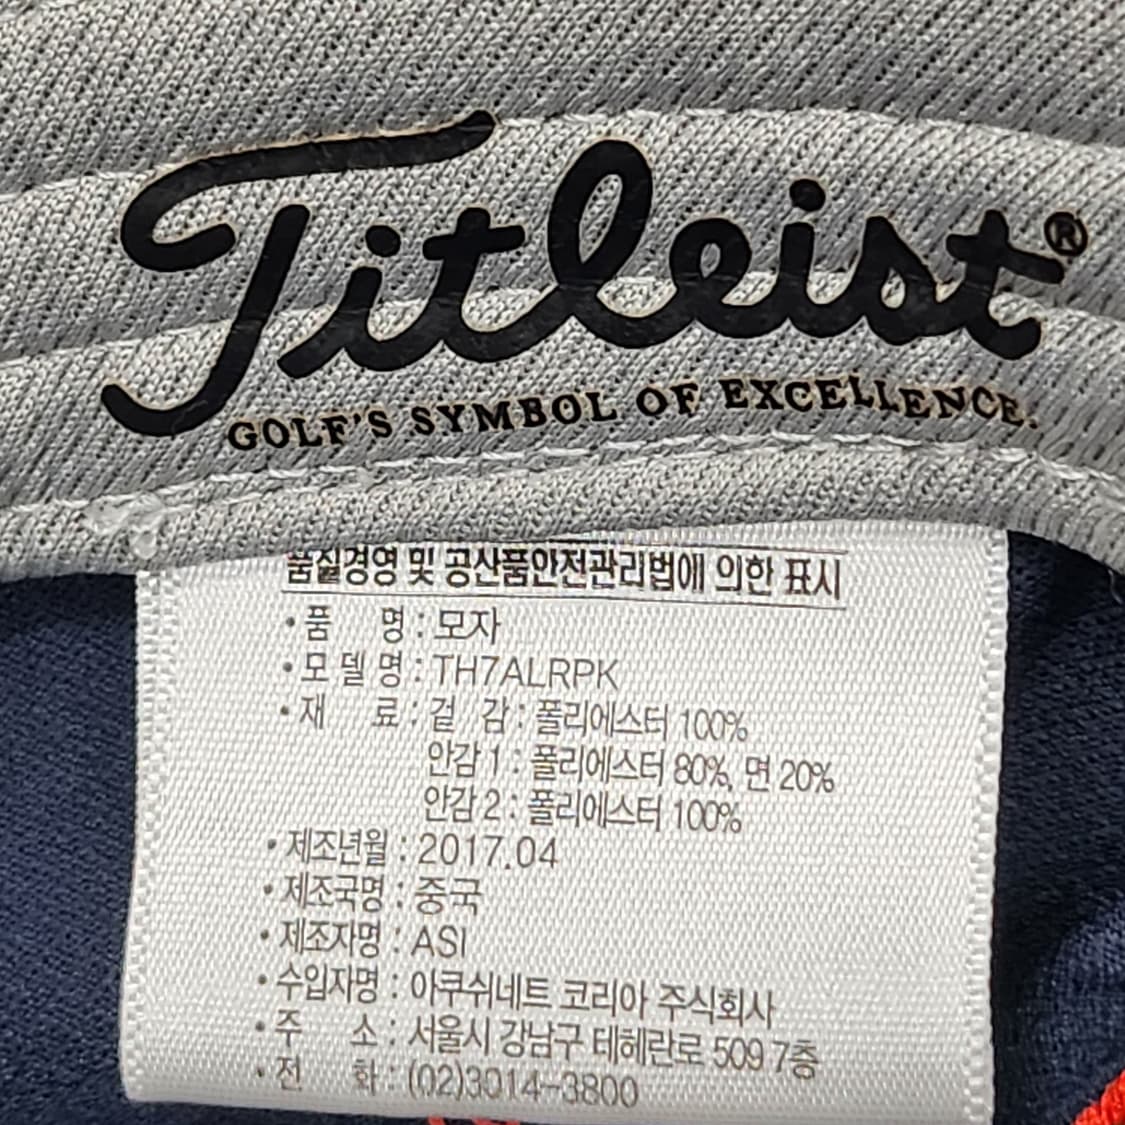 Titleist®
GOLF'S SYMBOL OF EXCELLENCE.
품질경영 및 공산품안전관리법에 의한 표시
•품 명 : 모자
•모델명 : TH7ALRPK
•재 료 : 겉 감 : 폴리에스터 100%
안감 1 : 폴리에스터 80%, 면 20%
안감 2 : 폴리에스터 100%
•제조년월 : 2017.04
•제조국명 : 중국
•제조자명 : ASI
•수입자명 : 아쿠쉬네트 코리아 주식회사
•주 소 : 서울시 강남구 테헤란로 509 7층
•전 화 : (02)3014-3800